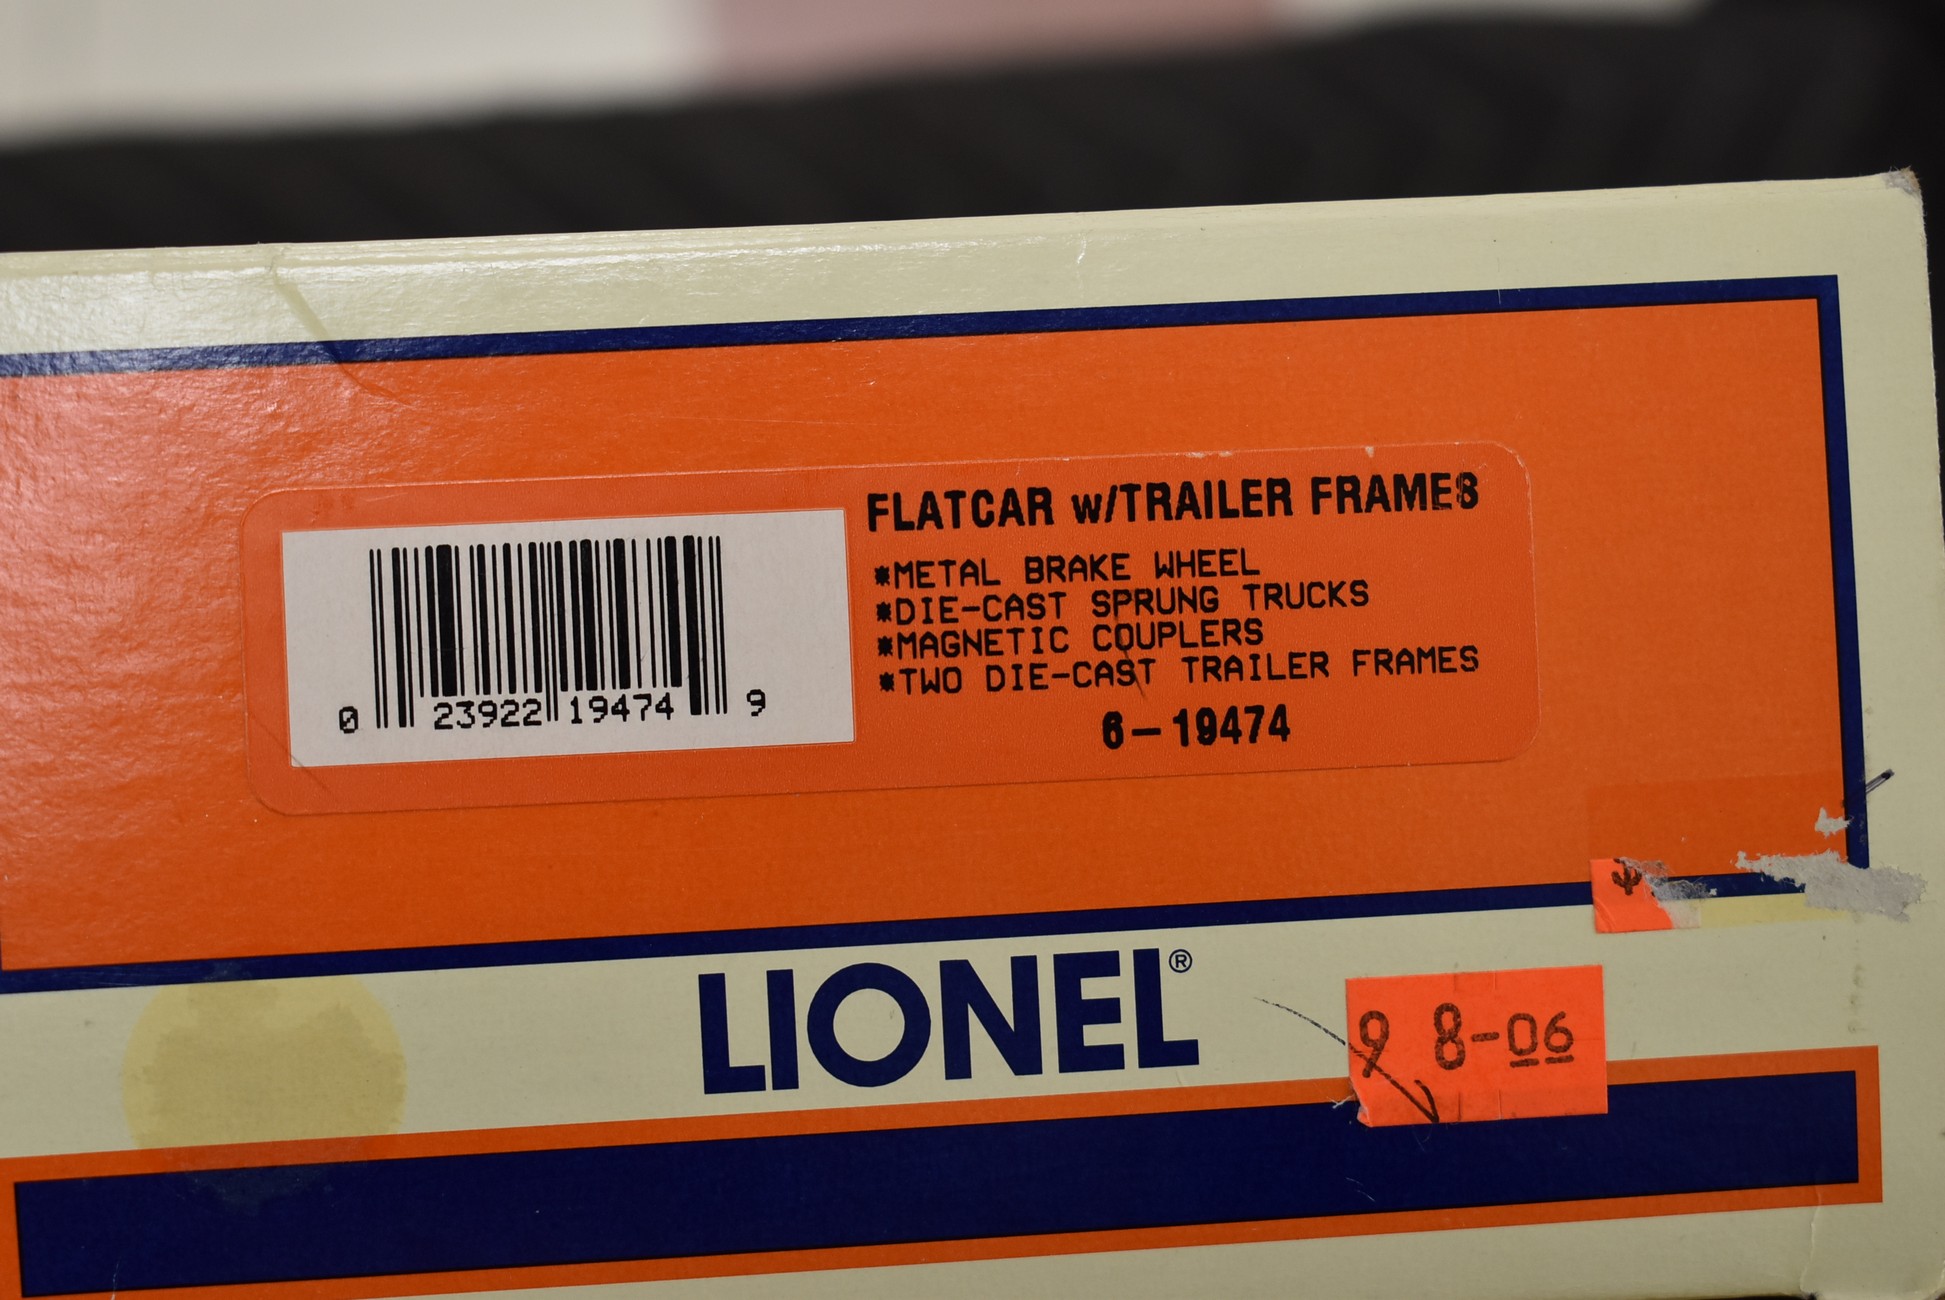 FLATCAR w/TRAILER FRAMES
*METAL BRAKE WHEEL
*DIE-CAST SPRUNG TRUCKS
*MAGNETIC COUPLERS
*TWO DIE-CAST TRAILER FRAMES
6-19474
0 23922 19474 9
LIONEL®
9 8-06